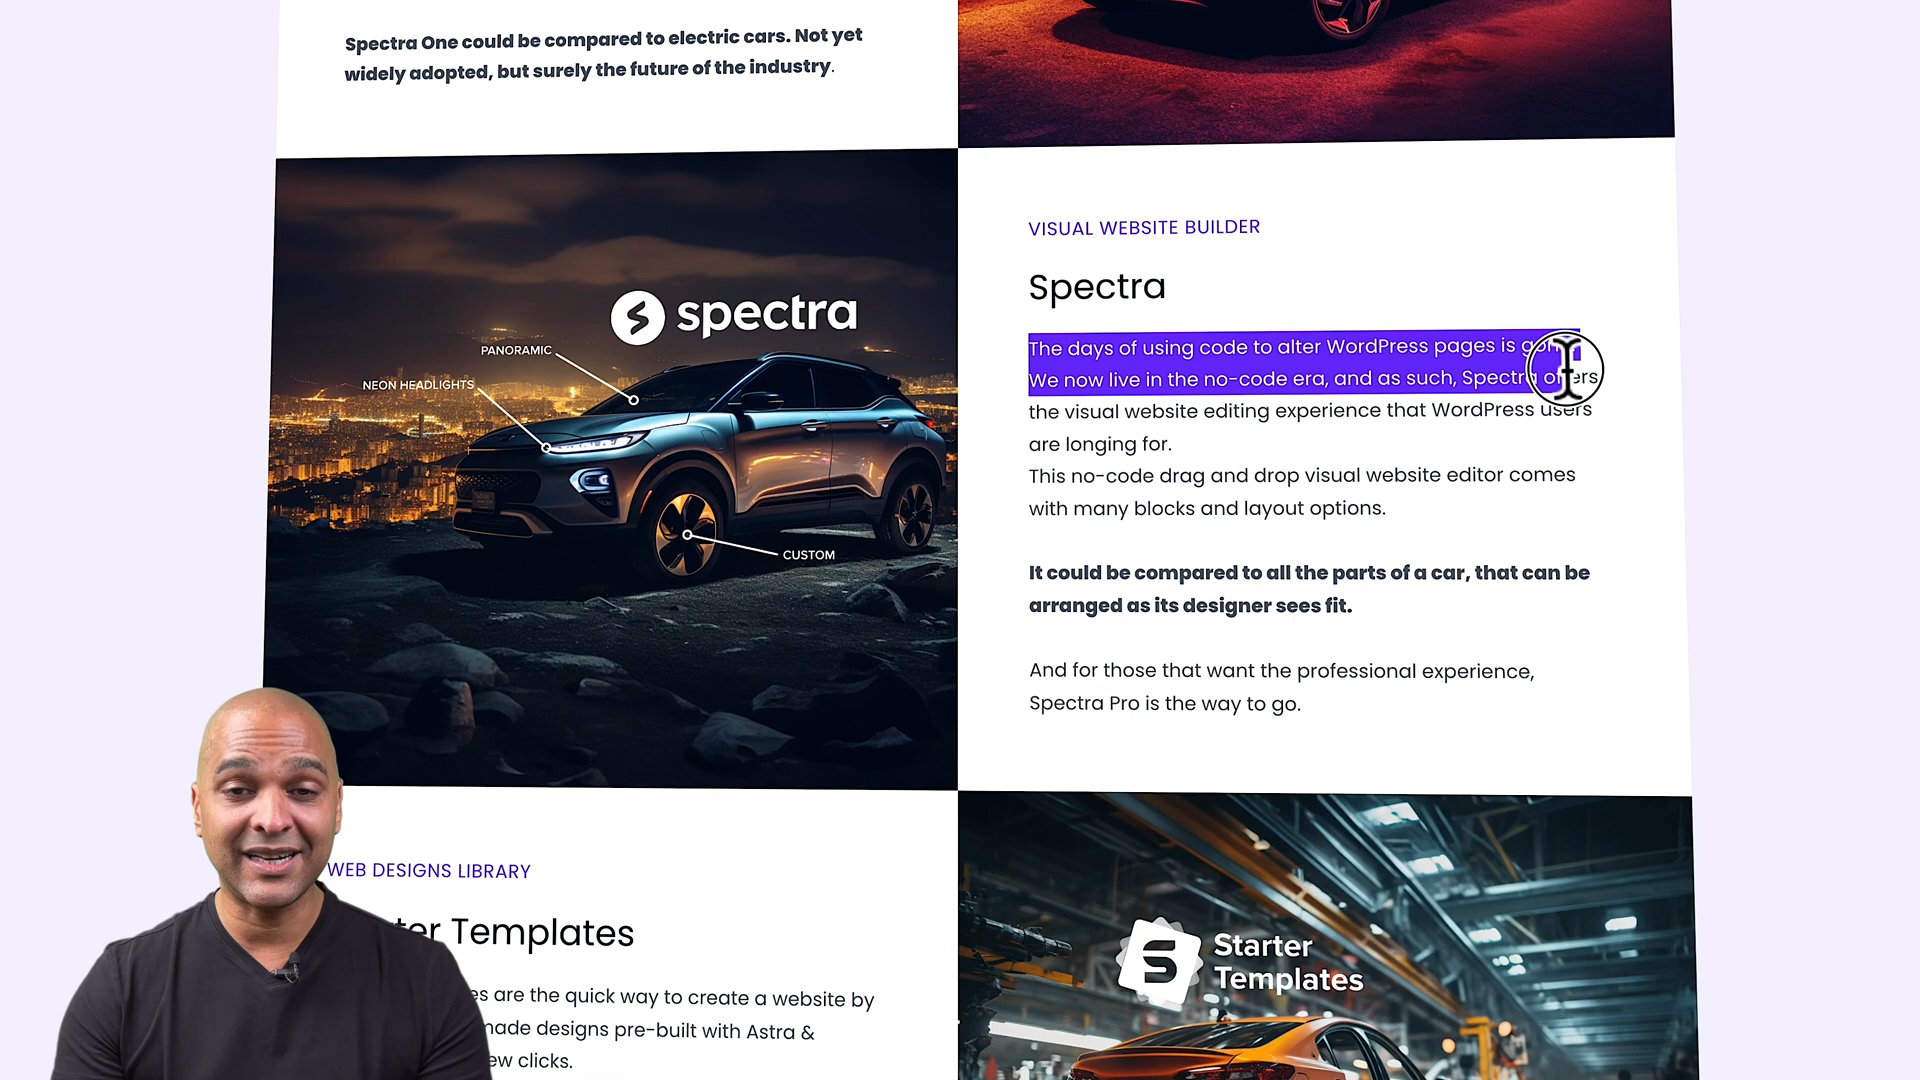 Spectra One could be compared to electric cars. Not yet
widely adopted, but surely the future of the industry.
spectra
PANORAMIC
NEON HEADLIGHTS
CUSTOM
VISUAL WEBSITE BUILDER
Spectra
The days of using code to alter WordPress pages is
We now live in the no-code era, and as such, Spectra offers
the visual website editing experience that WordPress users
are longing for.
This no-code drag and drop visual website editor comes
with many blocks and layout options.
It could be compared to all the parts of a car, that can be
arranged as its designer sees fit.
And for those that want the professional experience,
Spectra Pro is the way to go.
WEB DESIGNS LIBRARY
Templates
are the quick way to create a website by
designs pre-built with Astra &
clicks.
Starter
Templates